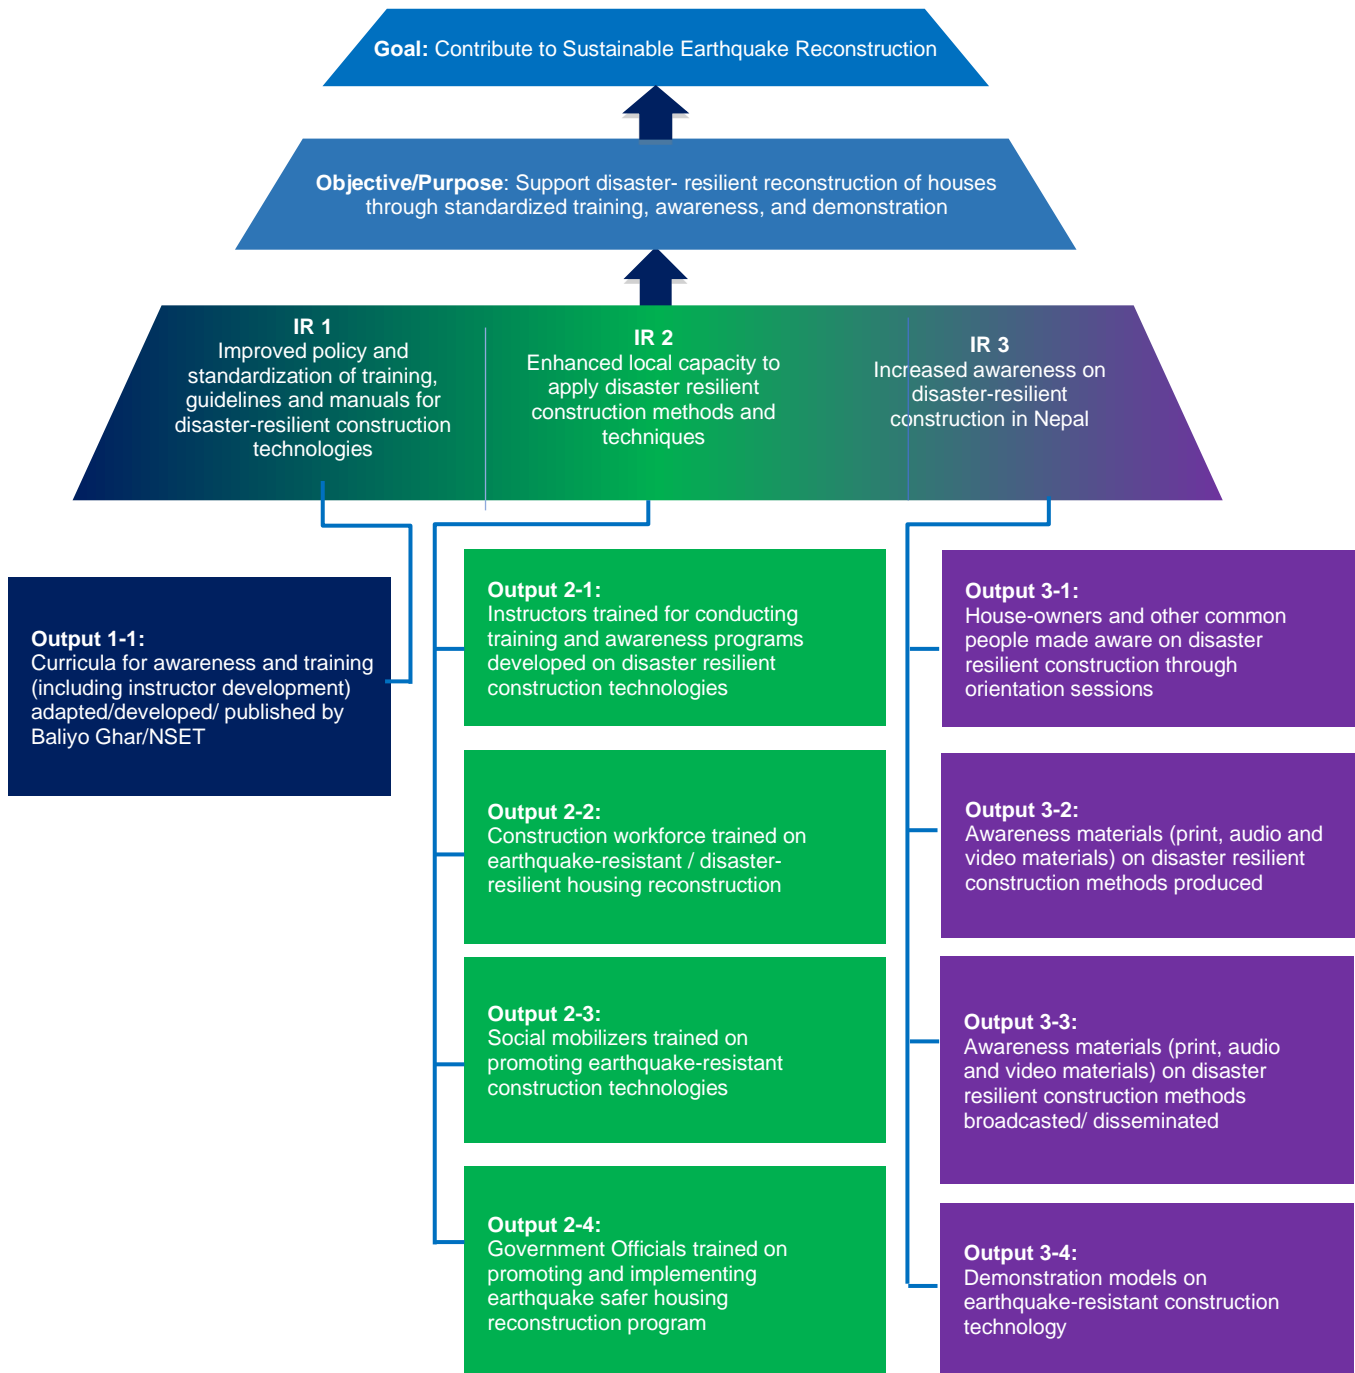 Goal: Contribute to Sustainable Earthquake Reconstruction
Objective/Purpose: Support disaster- resilient reconstruction of houses
through standardized training, awareness, and demonstration
IR 1
Improved policy and
standardization of training,
guidelines and manuals for
disaster-resilient construction
technologies
IR 2
Enhanced local capacity to
apply disaster resilient
construction methods and
techniques
IR 3
Increased awareness on
disaster-resilient
construction in Nepal
Output 1-1:
Curricula for awareness and training
(including instructor development)
adapted/developed/ published by
Baliyo Ghar/NSET
Output 2-1:
Instructors trained for conducting
training and awareness programs
developed on disaster resilient
construction technologies
Output 2-2:
Construction workforce trained on
earthquake-resistant / disaster-
resilient housing reconstruction
Output 2-3:
Social mobilizers trained on
promoting earthquake-resistant
construction technologies
Output 2-4:
Government Officials trained on
promoting and implementing
earthquake safer housing
reconstruction program
Output 3-1:
House-owners and other common
people made aware on disaster
resilient construction through
orientation sessions
Output 3-2:
Awareness materials (print, audio and
video materials) on disaster resilient
construction methods produced
Output 3-3:
Awareness materials (print, audio
and video materials) on disaster
resilient construction methods
broadcasted/ disseminated
Output 3-4:
Demonstration models on
earthquake-resistant construction
technology